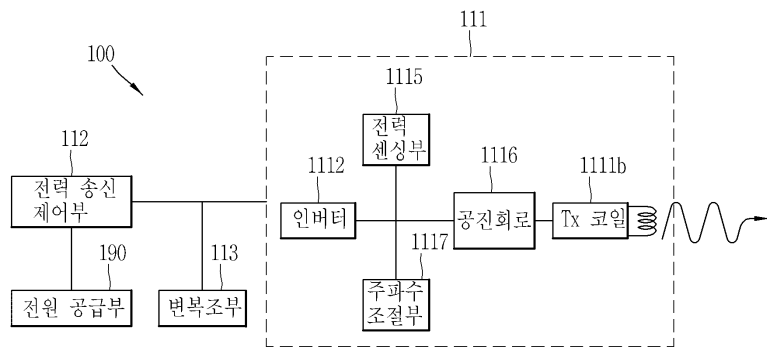 111
100
1115
전력
센싱부
112
전력 송신
제어부
1112
인버터
1116
공진회로
1111b
Tx 코일
190
전원 공급부
113
변복조부
1117
주파수
조절부